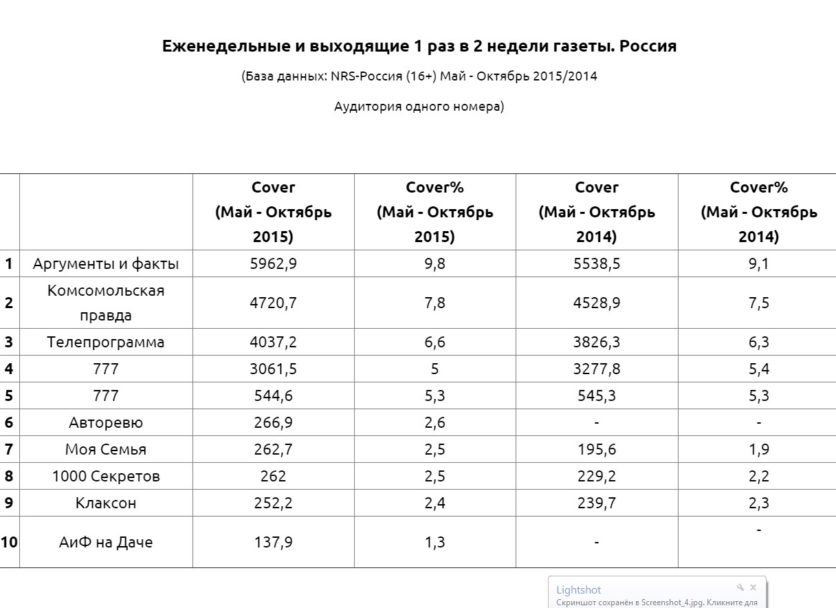 Еженедельные и выходящие 1 раз в 2 недели газеты. Россия
(База данных: NRS-Россия (16+) Май - Октябрь 2015/2014
Аудитория одного номера)
Cover (Май - Октябрь 2015) Cover% (Май - Октябрь 2015) Cover (Май - Октябрь 2014) Cover% (Май - Октябрь 2014)
1 Аргументы и факты 5962,9 9,8 5538,5 9,1
2 Комсомольская правда 4720,7 7,8 4528,9 7,5
3 Телепрограмма 4037,2 6,6 3826,3 6,3
4 777 3061,5 5 3277,8 5,4
5 777 544,6 5,3 545,3 5,3
6 Авторевю 266,9 2,6 - -
7 Моя Семья 262,7 2,5 195,6 1,9
8 1000 Секретов 262 2,5 229,2 2,2
9 Клаксон 252,2 2,4 239,7 2,3
10 АиФ на Даче 137,9 1,3 - -
Lightshot
Скриншот сохранён в Screenshot_4.jpg. Кликните для